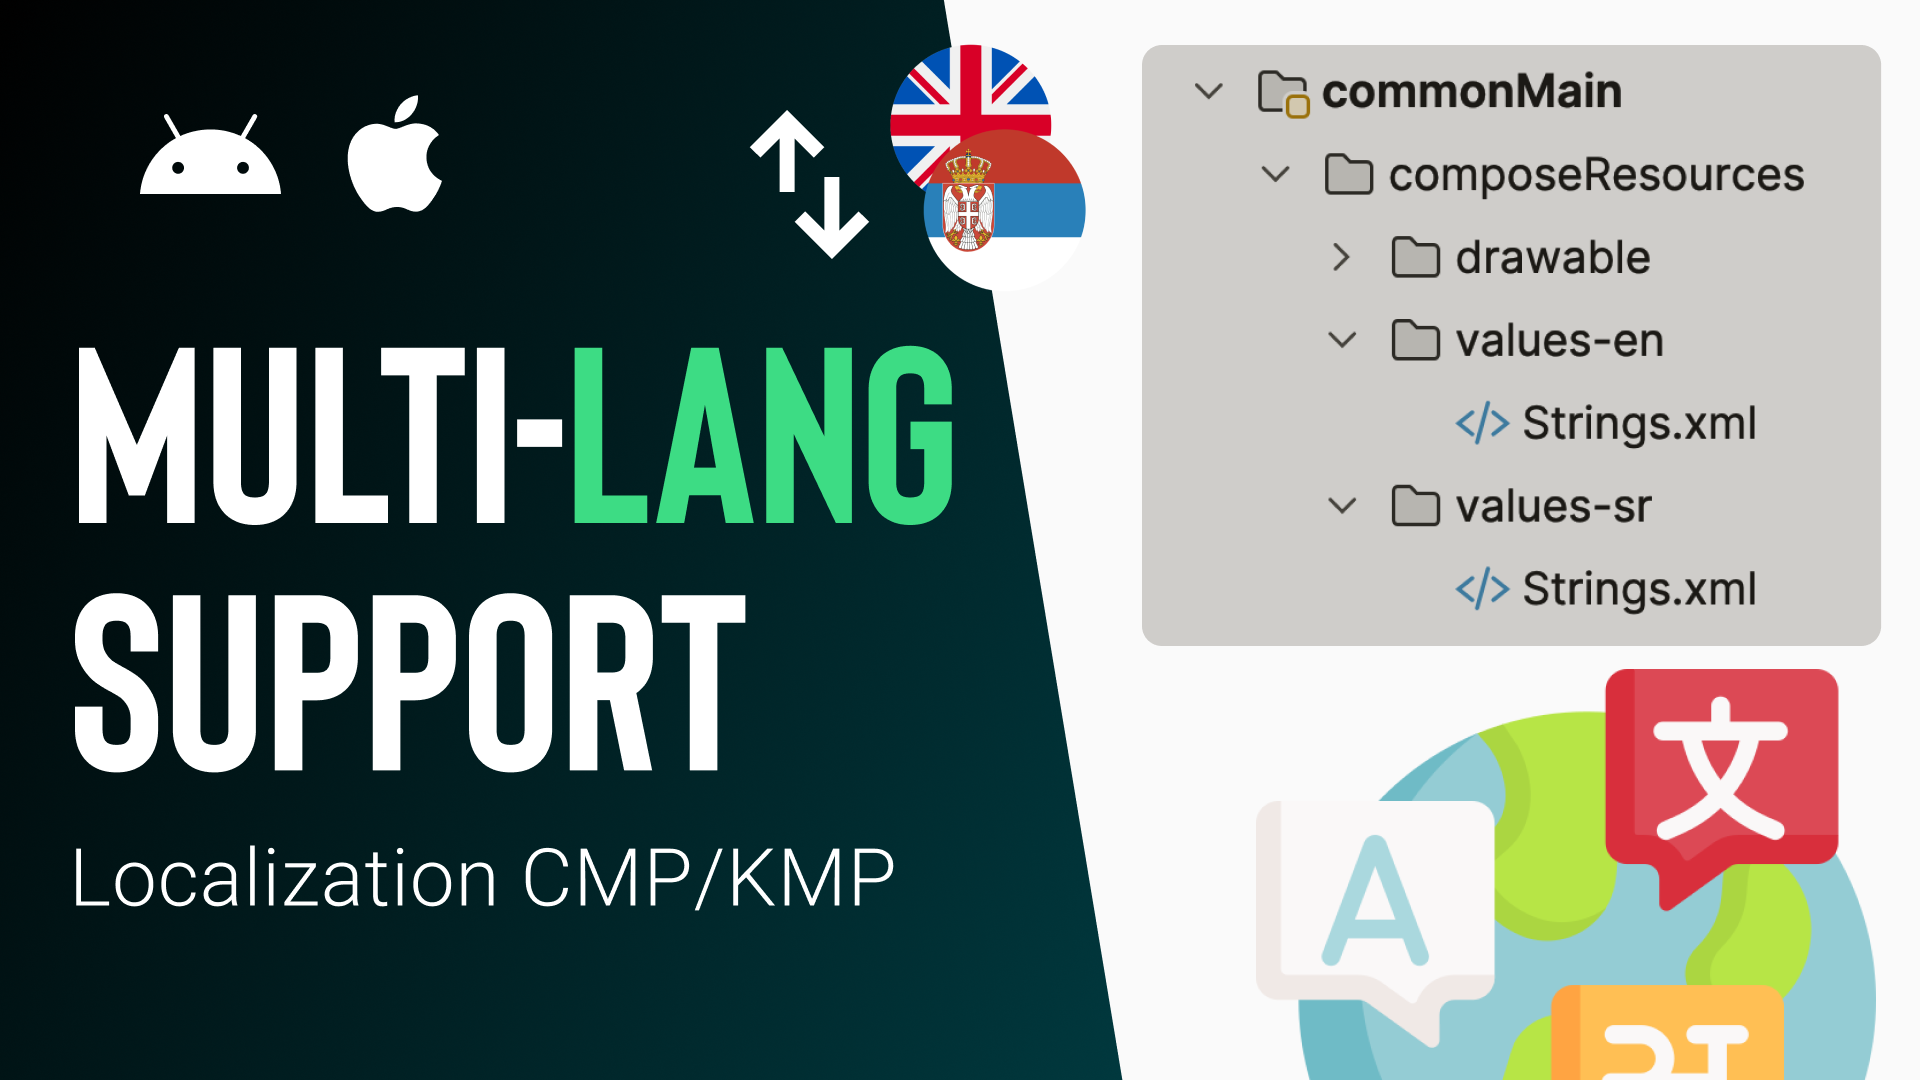 MULTI-LANG
SUPPORT
Localization CMP/KMP
commonMain
composeResources
drawable
values-en
</> Strings.xml
values-sr
</> Strings.xml
文
A